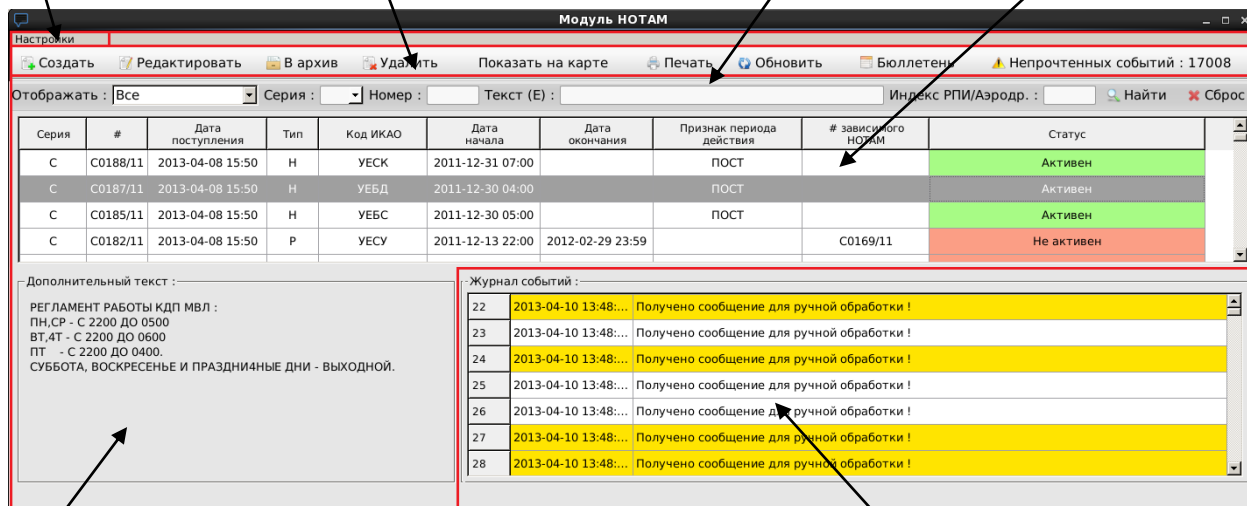 Модуль НОТАМ
Настройки
Создать Редактировать В архив Удалить Показать на карте Печать Обновить Бюллетень Непрочтенных событий : 17008
Отображать : Все Серия : Номер : Текст (E) : Индекс РПИ/Аэродр. : Найти Сброс
Серия # Дата поступления Тип Код ИКАО Дата начала Дата окончания Признак периода действия # зависимого НОТАМ Статус
С C0188/11 2013-04-08 15:50 Н УЕСК 2011-12-31 07:00 ПОСТ Активен
С C0187/11 2013-04-08 15:50 Н УЕБД 2011-12-30 04:00 ПОСТ Активен
С C0185/11 2013-04-08 15:50 Н УЕБС 2011-12-30 05:00 ПОСТ Активен
С C0182/11 2013-04-08 15:50 Р УЕСУ 2011-12-13 22:00 2012-02-29 23:59 C0169/11 Не активен
Дополнительный текст :
РЕГЛАМЕНТ РАБОТЫ КДП МВЛ :
ПН,СР - С 2200 ДО 0500
ВТ,4Т - С 2200 ДО 0600
ПТ - С 2200 ДО 0400.
СУББОТА, ВОСКРЕСЕНЬЕ И ПРАЗДНИ4НЫЕ ДНИ - ВЫХОДНОЙ.
Журнал событий :
22 2013-04-10 13:48:... Получено сообщение для ручной обработки !
23 2013-04-10 13:48:... Получено сообщение для ручной обработки !
24 2013-04-10 13:48:... Получено сообщение для ручной обработки !
25 2013-04-10 13:48:... Получено сообщение для ручной обработки !
26 2013-04-10 13:48:... Получено сообщение для ручной обработки !
27 2013-04-10 13:48:... Получено сообщение для ручной обработки !
28 2013-04-10 13:48:... Получено сообщение для ручной обработки !